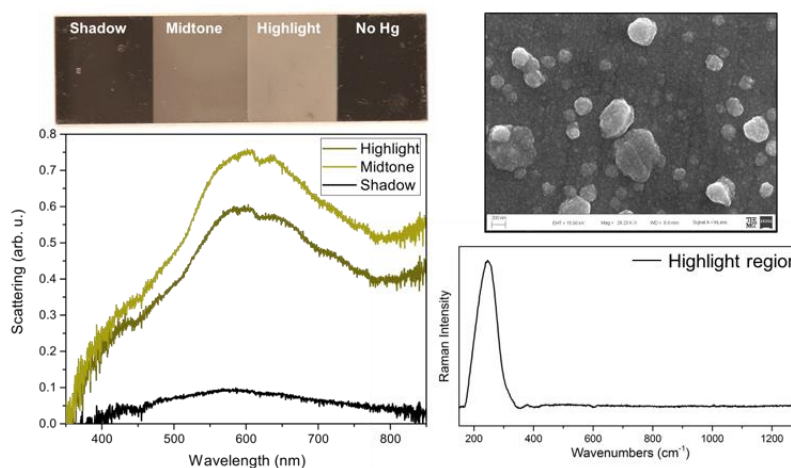 Shadow Midtone Highlight No Hg
0.8
0.7
0.6
0.5
0.4
0.3
0.2
0.1
0.0
Scattering (arb. u.)
Highlight
Midtone
Shadow
400 500 600 700 800
Wavelength (nm)
200 nm
Highlight region
Raman Intensity
200 400 600 800 1000 1200
Wavenumbers (cm⁻¹)